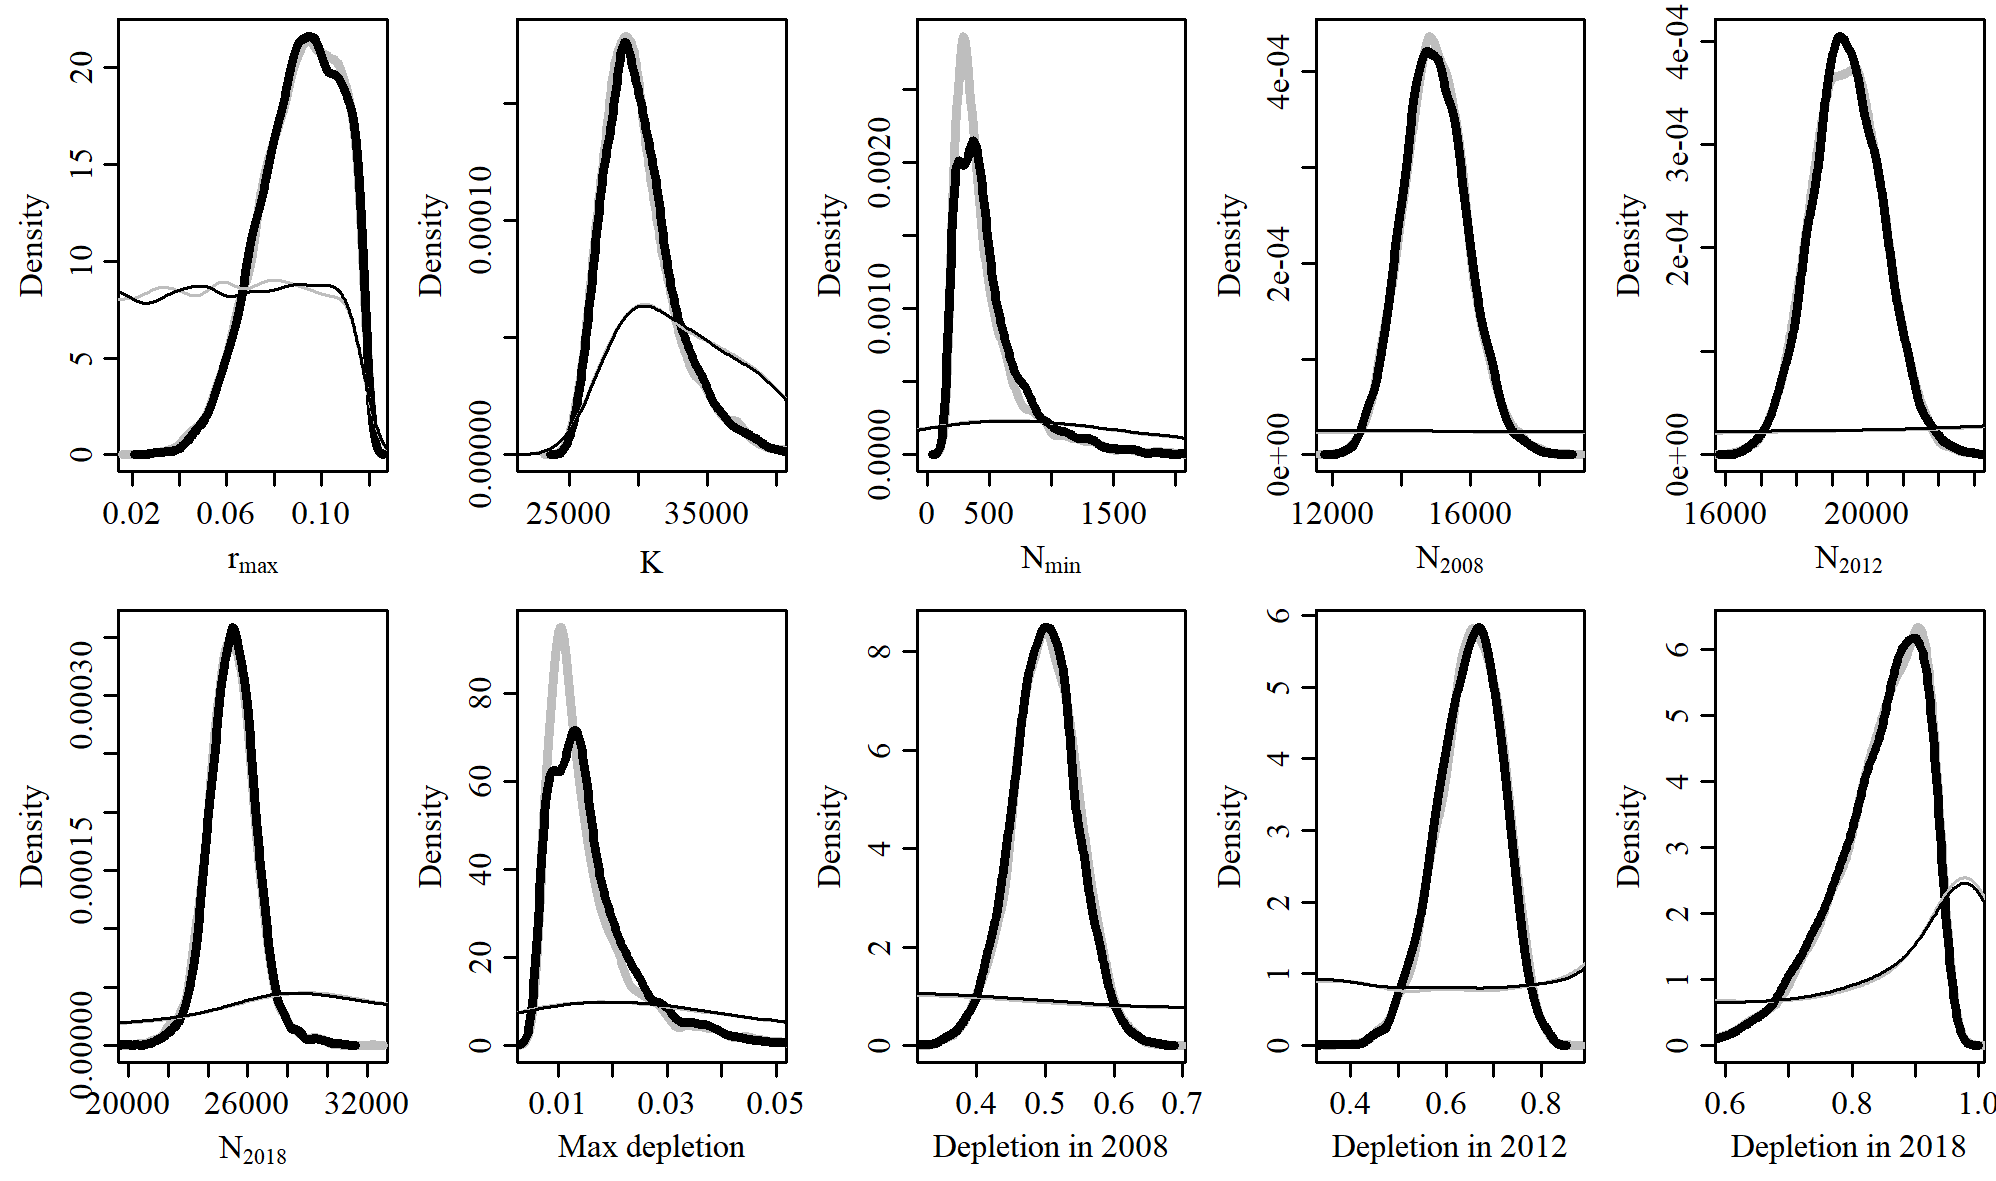 Density
0 5 10 15 20
0.02 0.06 0.10
rmax
Density
0.0000 0.0010
25000 35000
K
Density
0.0000 0.0010 0.0020
0 500 1500
Nmin
Density
0e+00 2e-04 4e-04
12000 16000
N2008
Density
0e+00 2e-04 3e-04 4e-04
16000 20000
N2012
Density
0.00000 0.00015 0.00030
20000 26000 32000
N2018
Density
0 20 40 60 80
0.01 0.03 0.05
Max depletion
Density
0 2 4 6 8
0.4 0.5 0.6 0.7
Depletion in 2008
Density
0 1 2 3 4 5 6
0.4 0.6 0.8
Depletion in 2012
Density
0 1 2 3 4 5 6
0.6 0.8 1.0
Depletion in 2018